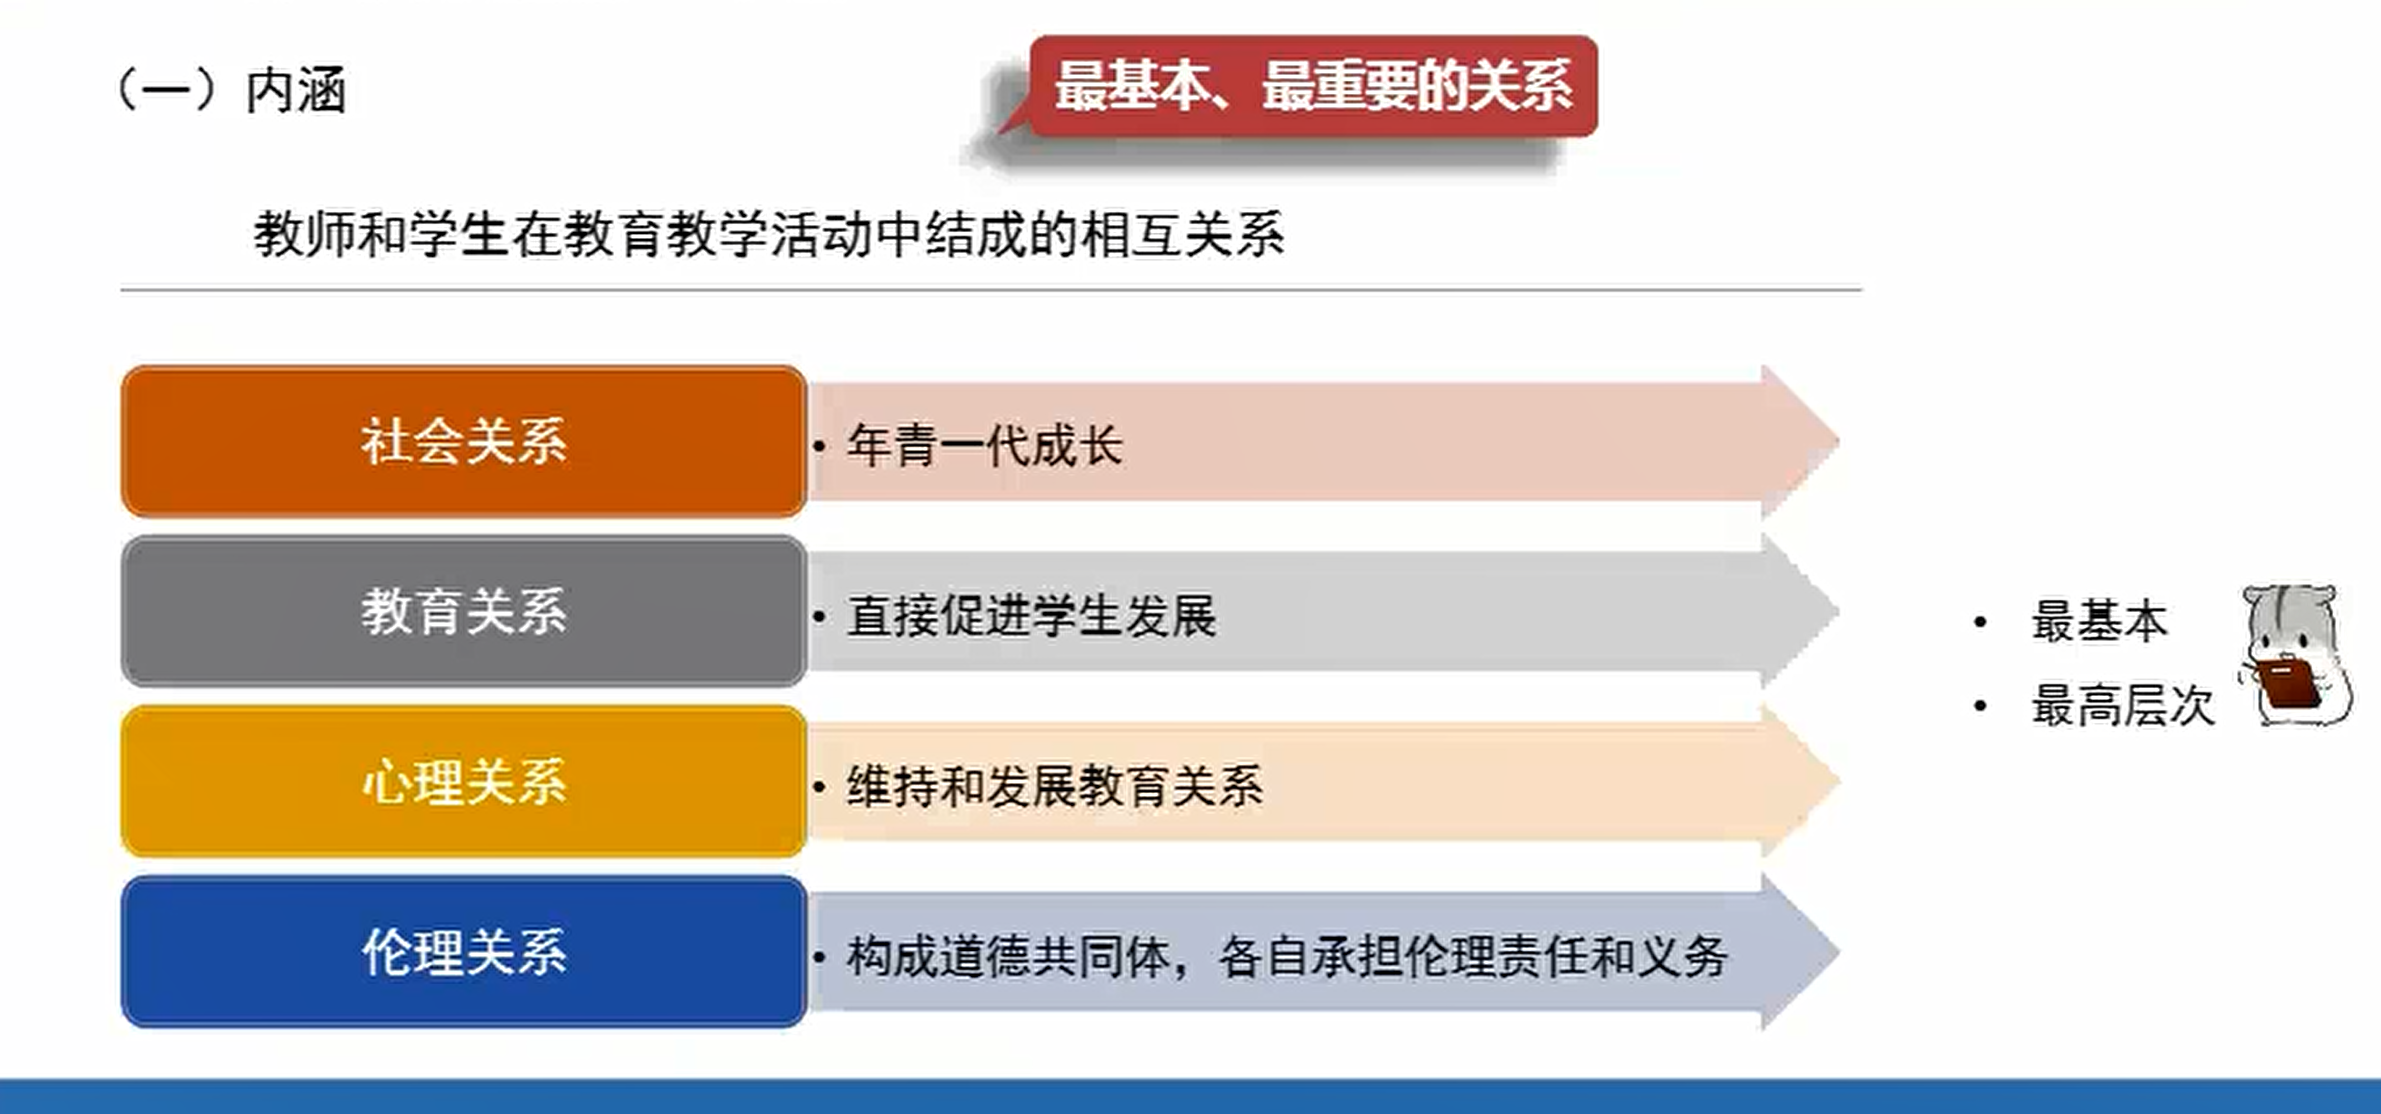 （一）内涵
最基本、最重要的关系
教师和学生在教育教学活动中结成的相互关系
社会关系
• 年青一代成长
教育关系
• 直接促进学生发展
• 最基本
• 最高层次
心理关系
• 维持和发展教育关系
伦理关系
• 构成道德共同体，各自承担伦理责任和义务